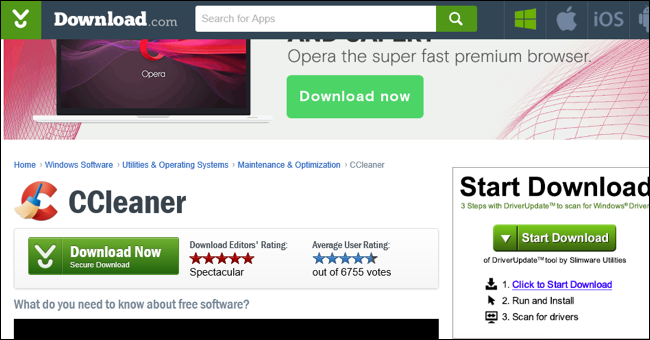 Download.com
Search for Apps
iOS
AND SAFER?
Opera the super fast premium browser.
Opera
Download now
Home › Windows Software › Utilities & Operating Systems › Maintenance & Optimization › CCleaner
CCleaner
Download Now
Secure Download
Download Editors' Rating:
Spectacular
Average User Rating:
out of 6755 votes
What do you need to know about free software?
Start Download
3 Steps with DriverUpdate™ to scan for Windows® Driver
Start Download
of DriverUpdate™ tool by Slimware Utilities
1. Click to Start Download
2. Run and Install
3. Scan for drivers